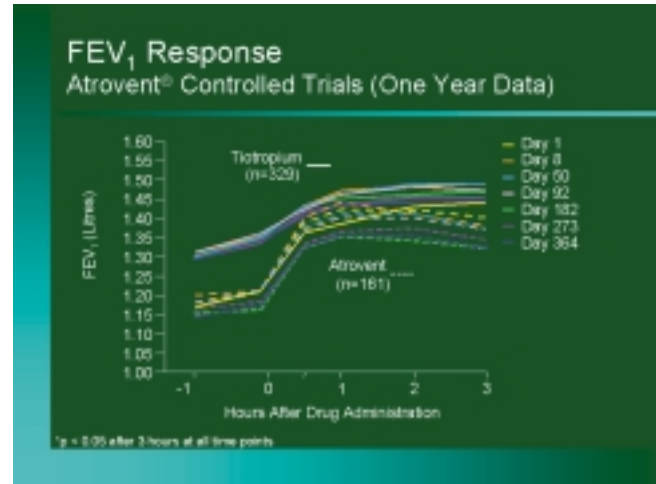 FEV₁ Response
Atrovent® Controlled Trials (One Year Data)
FEV₁ (Litres)
1.60
1.55
1.50
1.45
1.40
1.35
1.30
1.25
1.20
1.15
1.10
1.05
1.00
Tiotropium
(n=329)
Atrovent
(n=161)
Day 1
Day 8
Day 50
Day 92
Day 182
Day 273
Day 364
-1 0 1 2 3
Hours After Drug Administration
*p < 0.05 after 3 hours at all time points